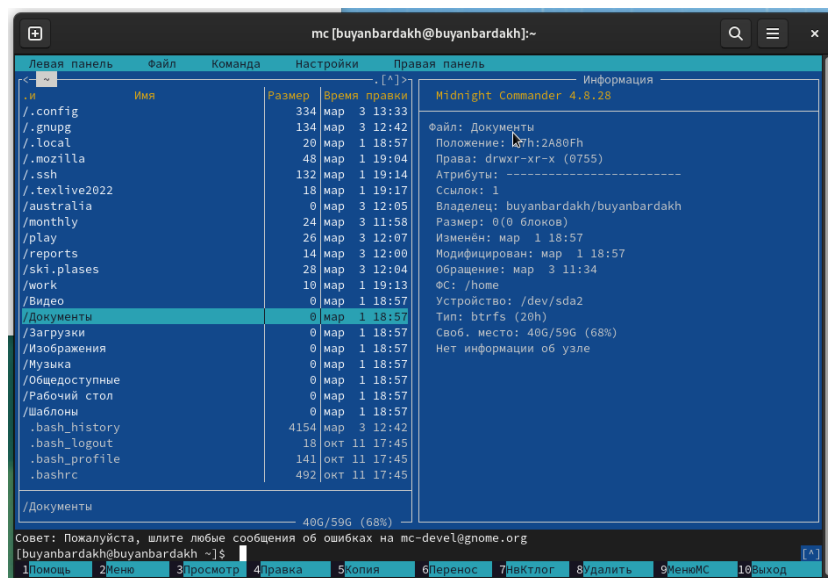 mc [buyanbardakh@buyanbardakh]:~
Левая панель Файл Команда Настройки Правая панель
<─ ~ .[^]>
.и Имя Размер Время правки
/.config 334 мар 3 13:33
/.gnupg 134 мар 3 12:42
/.local 20 мар 1 18:57
/.mozilla 48 мар 1 19:04
/.ssh 132 мар 1 19:14
/.texlive2022 18 мар 1 19:17
/australia 0 мар 3 12:05
/monthly 24 мар 3 11:58
/play 26 мар 3 12:07
/reports 14 мар 3 12:00
/ski.plases 28 мар 3 12:04
/work 10 мар 1 19:13
/Видео 0 мар 1 18:57
/Документы 0 мар 1 18:57
/Загрузки 0 мар 1 18:57
/Изображения 0 мар 1 18:57
/Музыка 0 мар 1 18:57
/Общедоступные 0 мар 1 18:57
/Рабочий стол 0 мар 1 18:57
/Шаблоны 0 мар 1 18:57
.bash_history 4154 мар 3 12:42
.bash_logout 18 окт 11 17:45
.bash_profile 141 окт 11 17:45
.bashrc 492 окт 11 17:45
/Документы
40G/59G (68%)
Информация
Midnight Commander 4.8.28
Файл: Документы
Положение:
Права: drwxr-xr-x (0755)
Атрибуты: -------------------------
Ссылок: 1
Владелец: buyanbardakh/buyanbardakh
Размер: 0(0 блоков)
Изменён: мар 1 18:57
Модифицирован: мар 1 18:57
Обращение: мар 3 11:34
ФС: /home
Устройство: /dev/sda2
Тип: btrfs (20h)
Своб. место: 40G/59G (68%)
Нет информации об узле
Совет: Пожалуйста, шлите любые сообщения об ошибках на mc-devel@gnome.org
[buyanbardakh@buyanbardakh ~]$ [^]
1Помощь 2Меню 3Просмотр 4Правка 5Копия 6Перенос 7НвКтлог 8Удалить 9МенюMC 10Выход